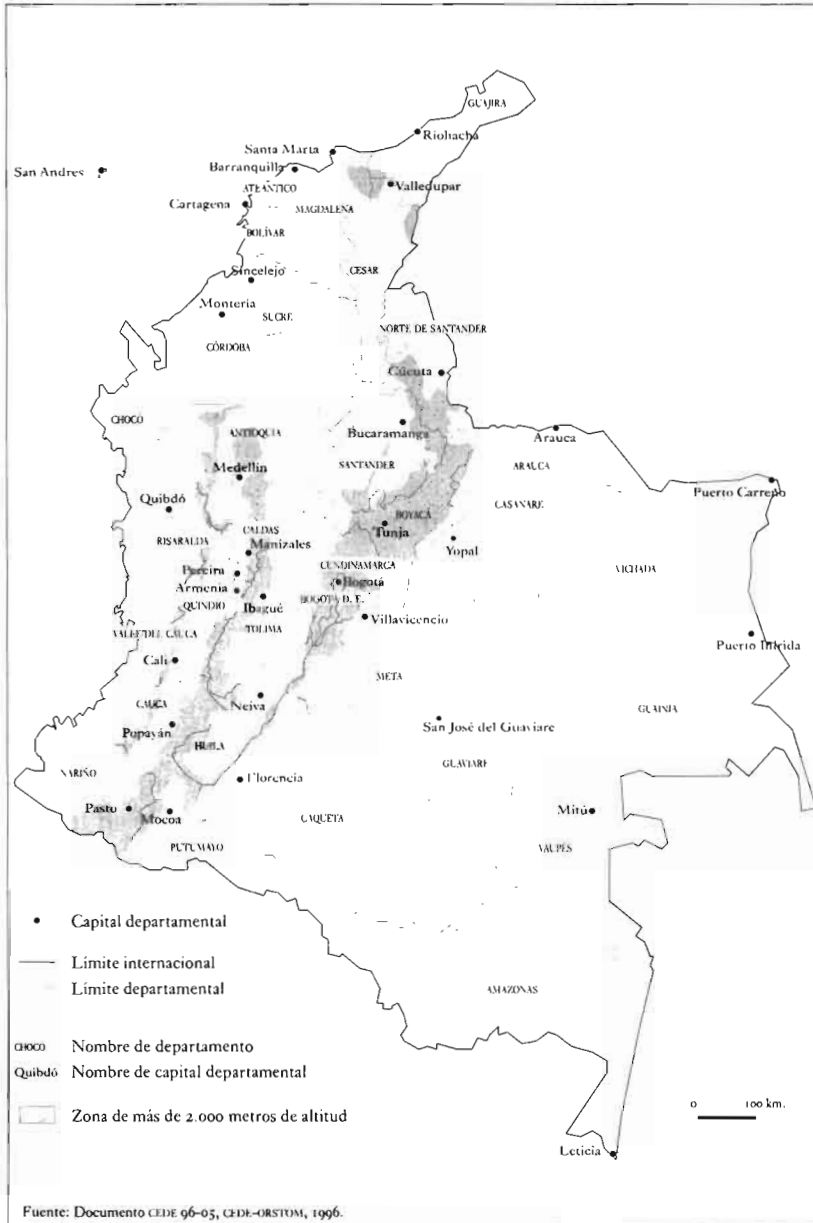 GUAJIRA
Riohacha
Santa Marta
San Andres
Barranquilla
Valledupar
ATLÁNTICO
Cartagena
MAGDALENA
BOLÍVAR
Sincelejo
CESAR
Montería
SUCRE
NORTE DE SANTANDER
CÓRDOBA
Cúcuta
CHOCÓ
Bucaramanga
ANTIOQUIA
Arauca
Medellín
SANTANDER
ARAUCA
Puerto Carreño
Quibdó
CASANARE
BOYACÁ
Tunja
RISARALDA
CALDAS
Manizales
Yopal
CUNDINAMARCA
VICHADA
Pereira
Bogotá
Armenia
QUINDIO
Ibagué
BOGOTÁ D. E.
Villavicencio
VALLE DEL CAUCA
TOLIMA
Puerto Inírida
Cali
META
CAUCA
Neiva
GUAINIA
Popayán
San José del Guaviare
HUILA
GUAVIARE
NARIÑO
Florencia
Pasto
Mocoa
CAQUETA
Mitú
PUTUMAYO
VAUPÉS
Capital departamental
Límite internacional
Límite departamental
AMAZONAS
CHOCÓ Nombre de departamento
Quibdó Nombre de capital departamental
Zona de más de 2.000 metros de altitud
0 100 km.
Leticia
Fuente: Documento CEDE 96-05, CEDE-ORSTOM, 1996.